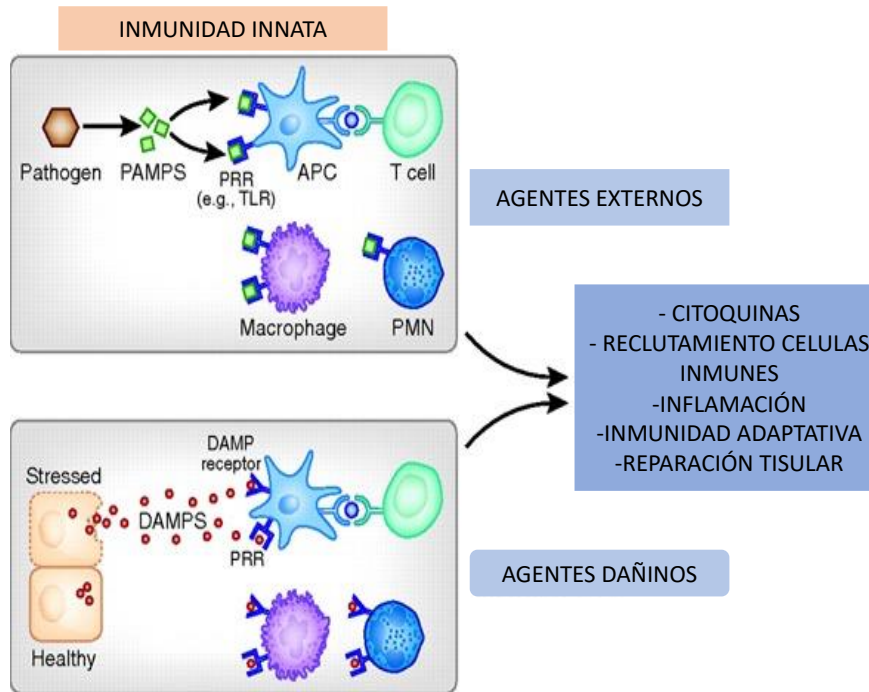 INMUNIDAD INNATA
Pathogen
PAMPS
PRR
(e.g., TLR)
APC
T cell
Macrophage
PMN
AGENTES EXTERNOS
- CITOQUINAS
- RECLUTAMIENTO CELULAS
INMUNES
-INFLAMACIÓN
-INMUNIDAD ADAPTATIVA
-REPARACIÓN TISULAR
DAMP
receptor
Stressed
DAMPS
PRR
Healthy
AGENTES DAÑINOS